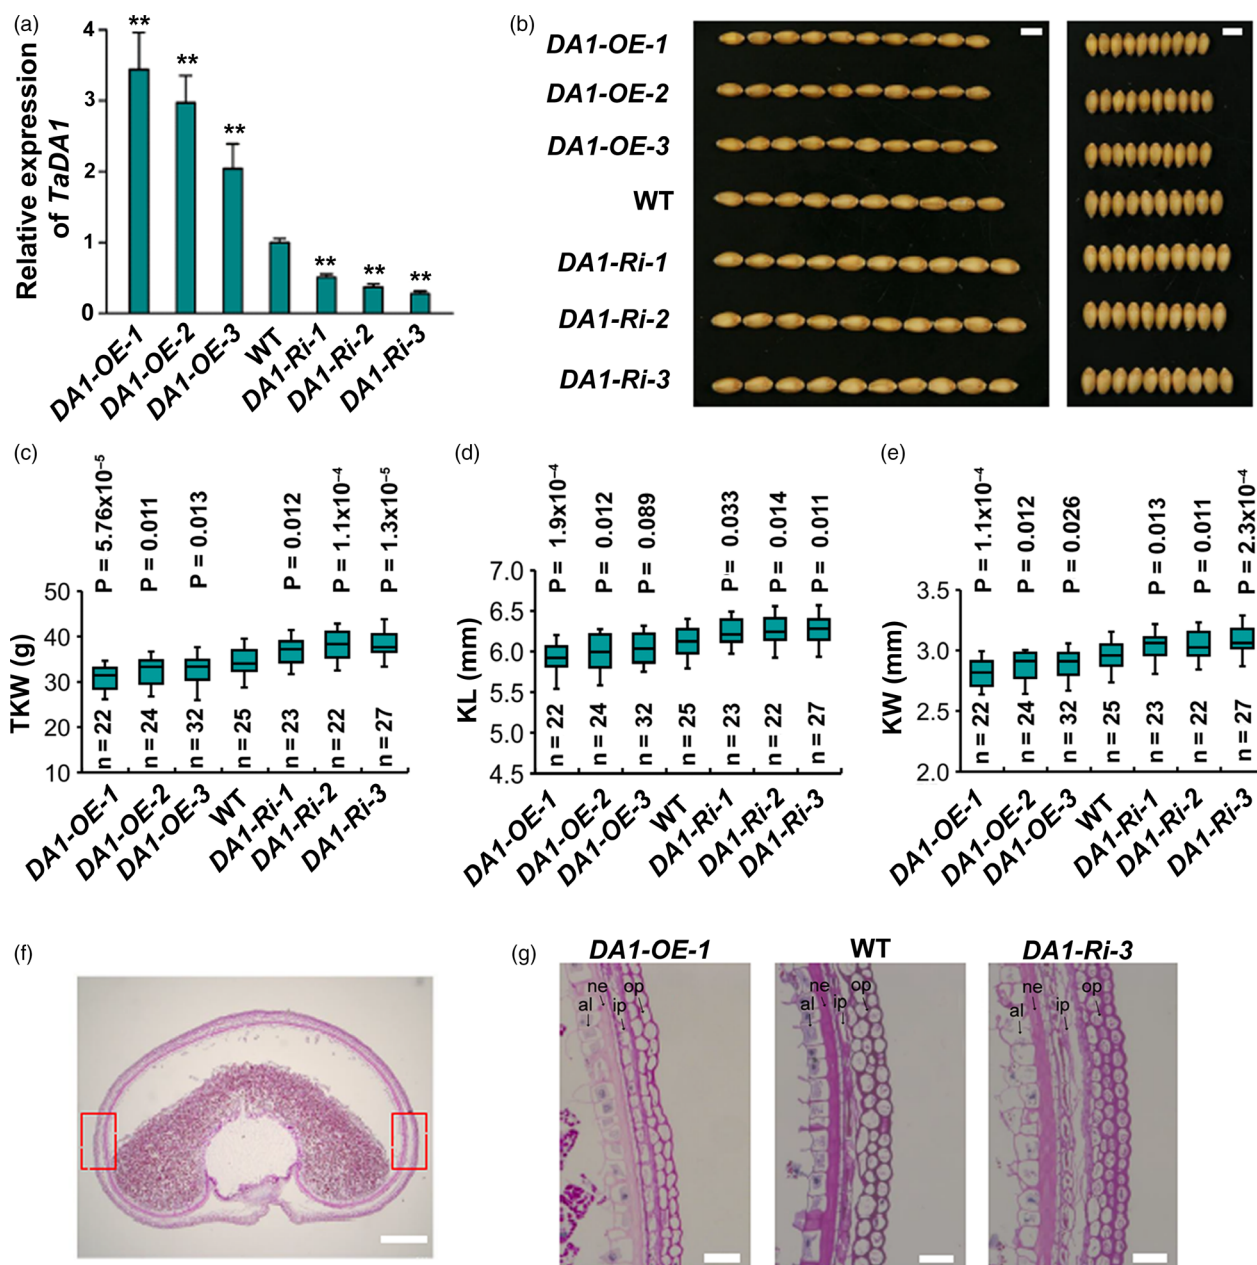 (a)
Relative expression
of TaDA1
4
3
2
1
0
**
**
**
**
**
**
DA1-OE-1
DA1-OE-2
DA1-OE-3
WT
DA1-Ri-1
DA1-Ri-2
DA1-Ri-3
(b)
DA1-OE-1
DA1-OE-2
DA1-OE-3
WT
DA1-Ri-1
DA1-Ri-2
DA1-Ri-3
(c)
TKW (g)
50
40
30
20
10
P = 5.76x10⁻⁵
P = 0.011
P = 0.013
P = 0.012
P = 1.1x10⁻⁴
P = 1.3x10⁻⁵
n = 22
n = 24
n = 32
n = 25
n = 23
n = 22
n = 27
DA1-OE-1
DA1-OE-2
DA1-OE-3
WT
DA1-Ri-1
DA1-Ri-2
DA1-Ri-3
(d)
KL (mm)
7.0
6.5
6.0
5.5
5.0
4.5
P = 1.9x10⁻⁴
P = 0.012
P = 0.089
P = 0.033
P = 0.014
P = 0.011
n = 22
n = 24
n = 32
n = 25
n = 23
n = 22
n = 27
DA1-OE-1
DA1-OE-2
DA1-OE-3
WT
DA1-Ri-1
DA1-Ri-2
DA1-Ri-3
(e)
KW (mm)
3.5
3.0
2.5
2.0
P = 1.1x10⁻⁴
P = 0.012
P = 0.026
P = 0.013
P = 0.011
P = 2.3x10⁻⁴
n = 22
n = 24
n = 32
n = 25
n = 23
n = 22
n = 27
DA1-OE-1
DA1-OE-2
DA1-OE-3
WT
DA1-Ri-1
DA1-Ri-2
DA1-Ri-3
(f)
(g)
DA1-OE-1
ne op
al ip
WT
ne op
al ip
DA1-Ri-3
ne op
al ip